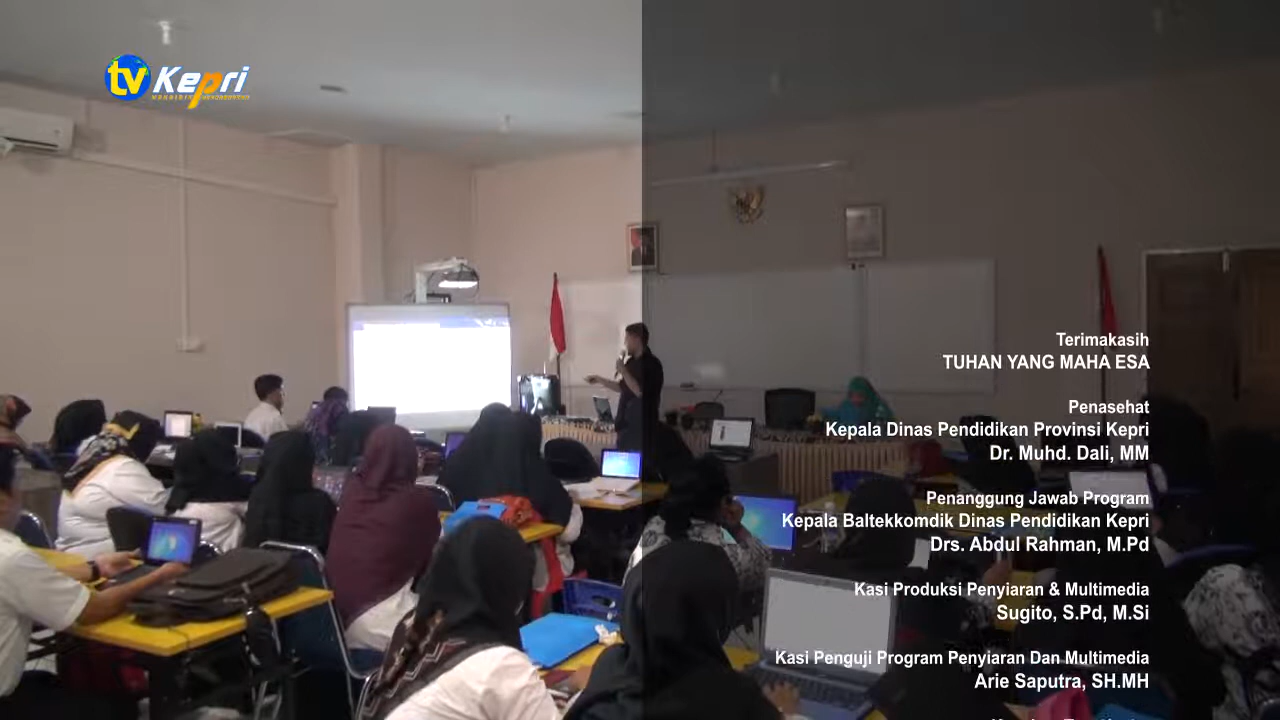 tv Kepri
Terimakasih
TUHAN YANG MAHA ESA
Penasehat
Kepala Dinas Pendidikan Provinsi Kepri
Dr. Muhd. Dali, MM
Penanggung Jawab Program
Kepala Baltekkomdik Dinas Pendidikan Kepri
Drs. Abdul Rahman, M.Pd
Kasi Produksi Penyiaran & Multimedia
Sugito, S.Pd, M.Si
Kasi Penguji Program Penyiaran Dan Multimedia
Arie Saputra, SH.MH